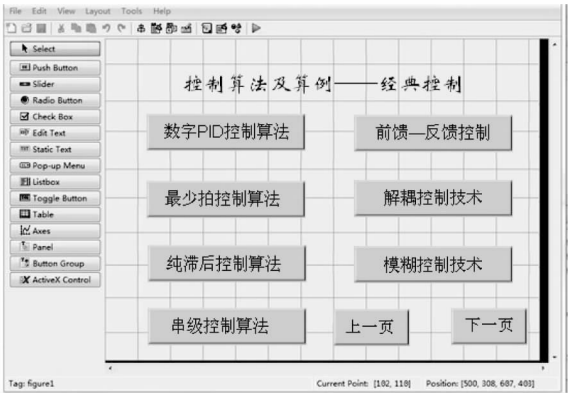 File Edit View Layout Tools Help
Select
Push Button
Slider
Radio Button
Check Box
Edit Text
Static Text
Pop-up Menu
Listbox
Toggle Button
Table
Axes
Panel
Button Group
ActiveX Control
控制算法及算例——经典控制
数字PID控制算法 前馈—反馈控制
最少拍控制算法 解耦控制技术
纯滞后控制算法 模糊控制技术
串级控制算法 上一页 下一页
Tag: figure1 Current Point: [102, 110] Position: [500, 308, 607, 403]